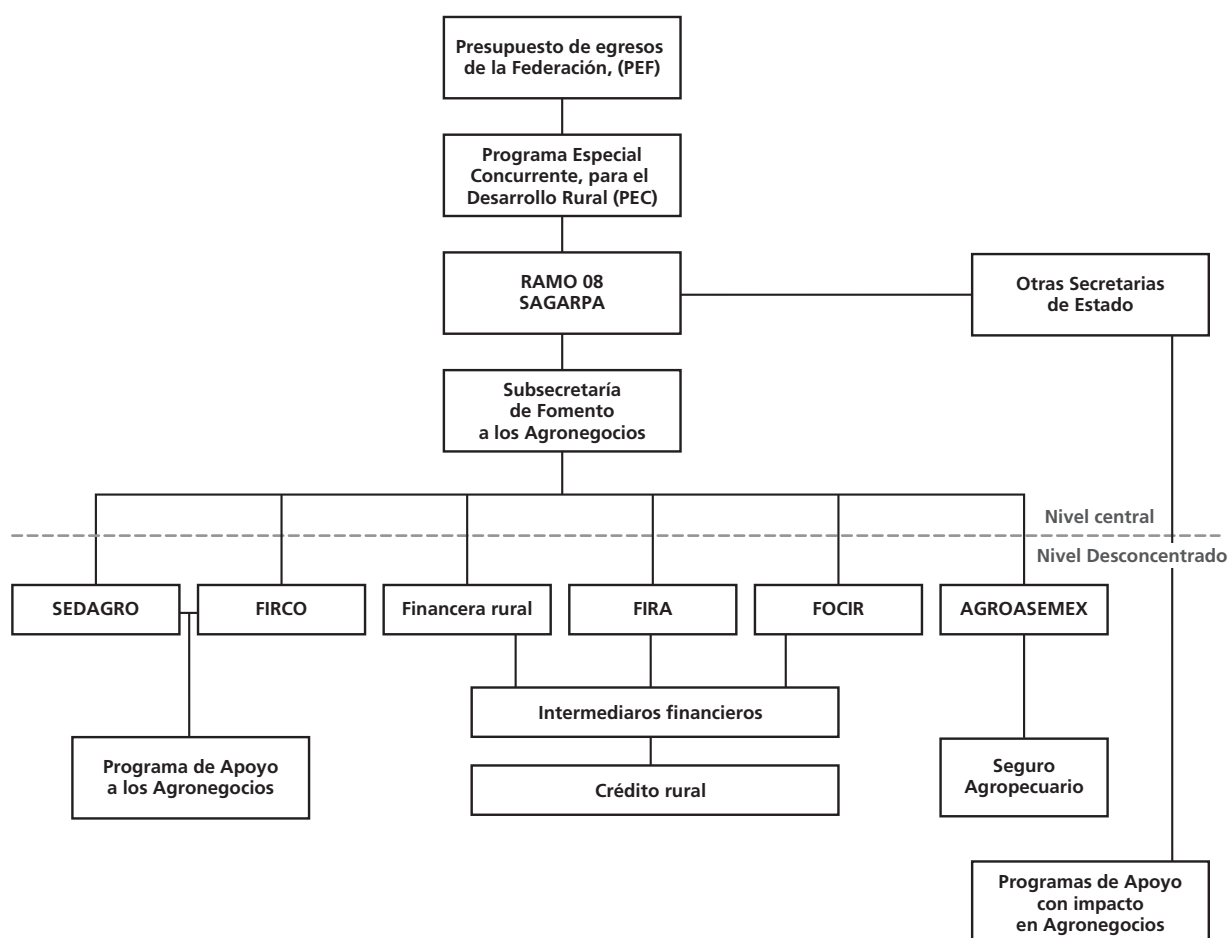 Presupuesto de egresos
de la Federación, (PEF)
Programa Especial
Concurrente, para el
Desarrollo Rural (PEC)
RAMO 08
SAGARPA
Otras Secretarias
de Estado
Subsecretaría
de Fomento
a los Agronegocios
Nivel central
Nivel Desconcentrado
SEDAGRO
FIRCO
Financera rural
FIRA
FOCIR
AGROASEMEX
Intermediaros financieros
Programa de Apoyo
a los Agronegocios
Crédito rural
Seguro
Agropecuario
Programas de Apoyo
con impacto
en Agronegocios